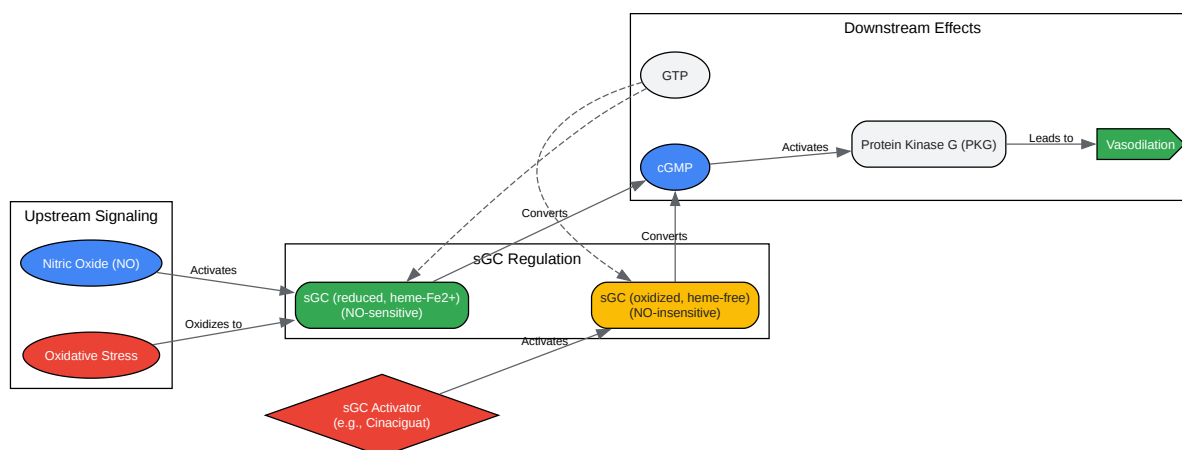 Downstream Effects
GTP
cGMP
Activates
Protein Kinase G (PKG)
Leads to
Vasodilation
Upstream Signaling
Nitric Oxide (NO)
Activates
Oxidative Stress
Oxidizes to
Converts
Converts
sGC Regulation
sGC (reduced, heme-Fe2+)
(NO-sensitive)
sGC (oxidized, heme-free)
(NO-insensitive)
Activates
sGC Activator
(e.g., Cinaciguat)